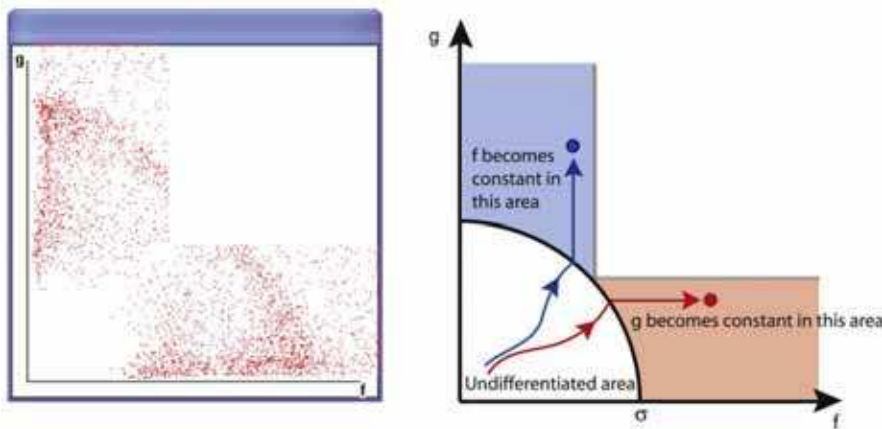 g
f
g
f becomes
constant in
this area
g becomes constant in this area
Undifferentiated area
σ
f